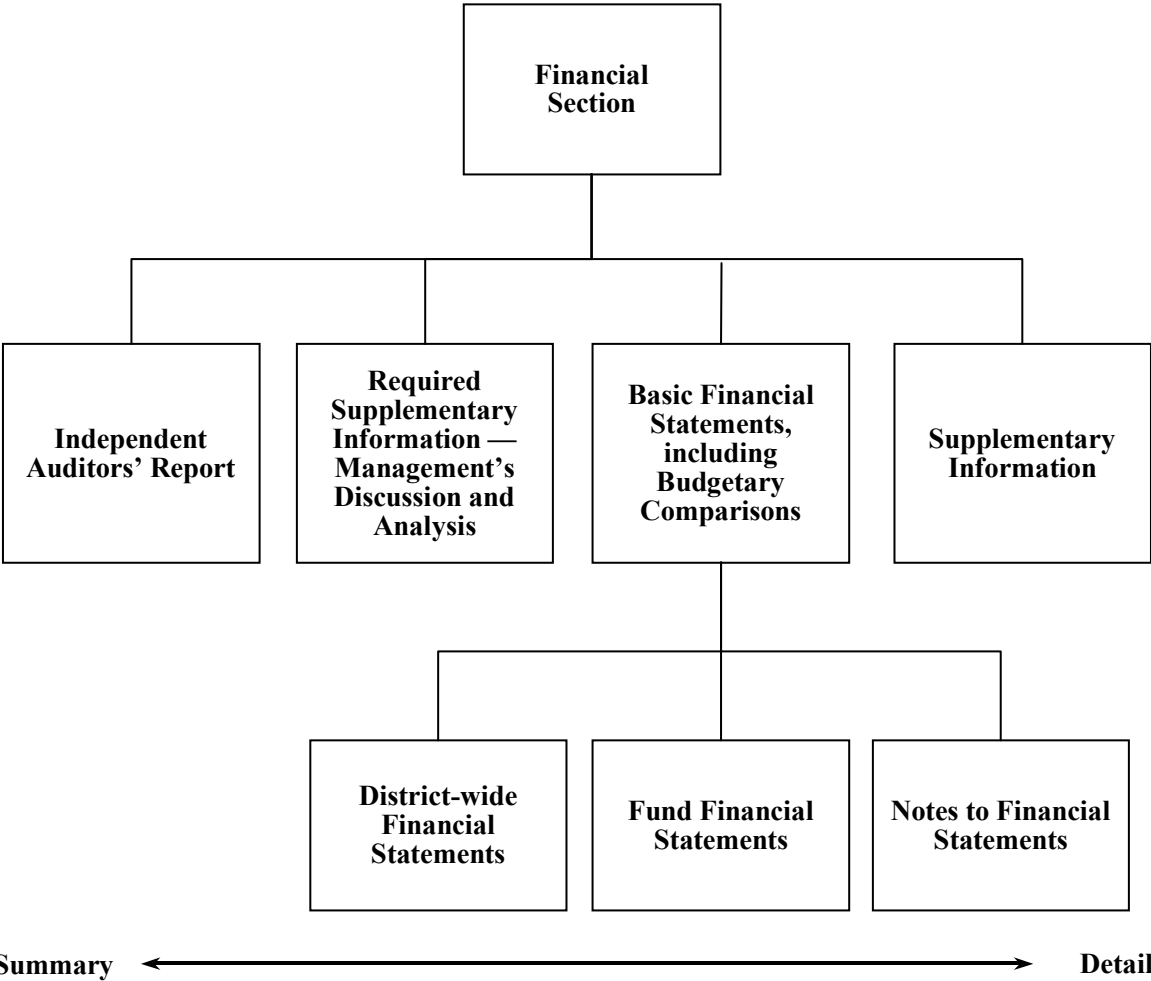 Financial
Section
Independent
Auditors’ Report
Required
Supplementary
Information —
Management’s
Discussion and
Analysis
Basic Financial
Statements,
including
Budgetary
Comparisons
Supplementary
Information
District-wide
Financial
Statements
Fund Financial
Statements
Notes to Financial
Statements
Summary
Detail